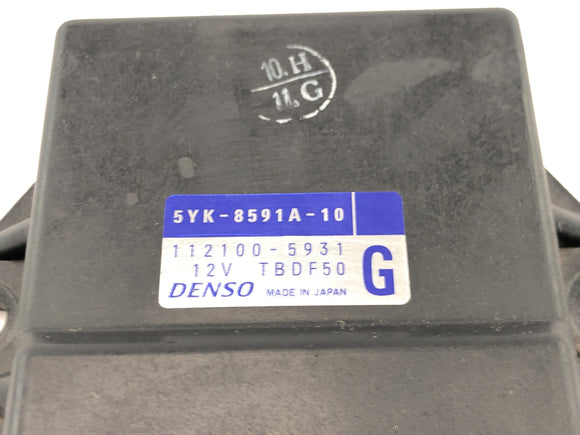 10.H
11.G
5YK-8591A-10
112100-5931
12V TBDF50
G
DENSO MADE IN JAPAN